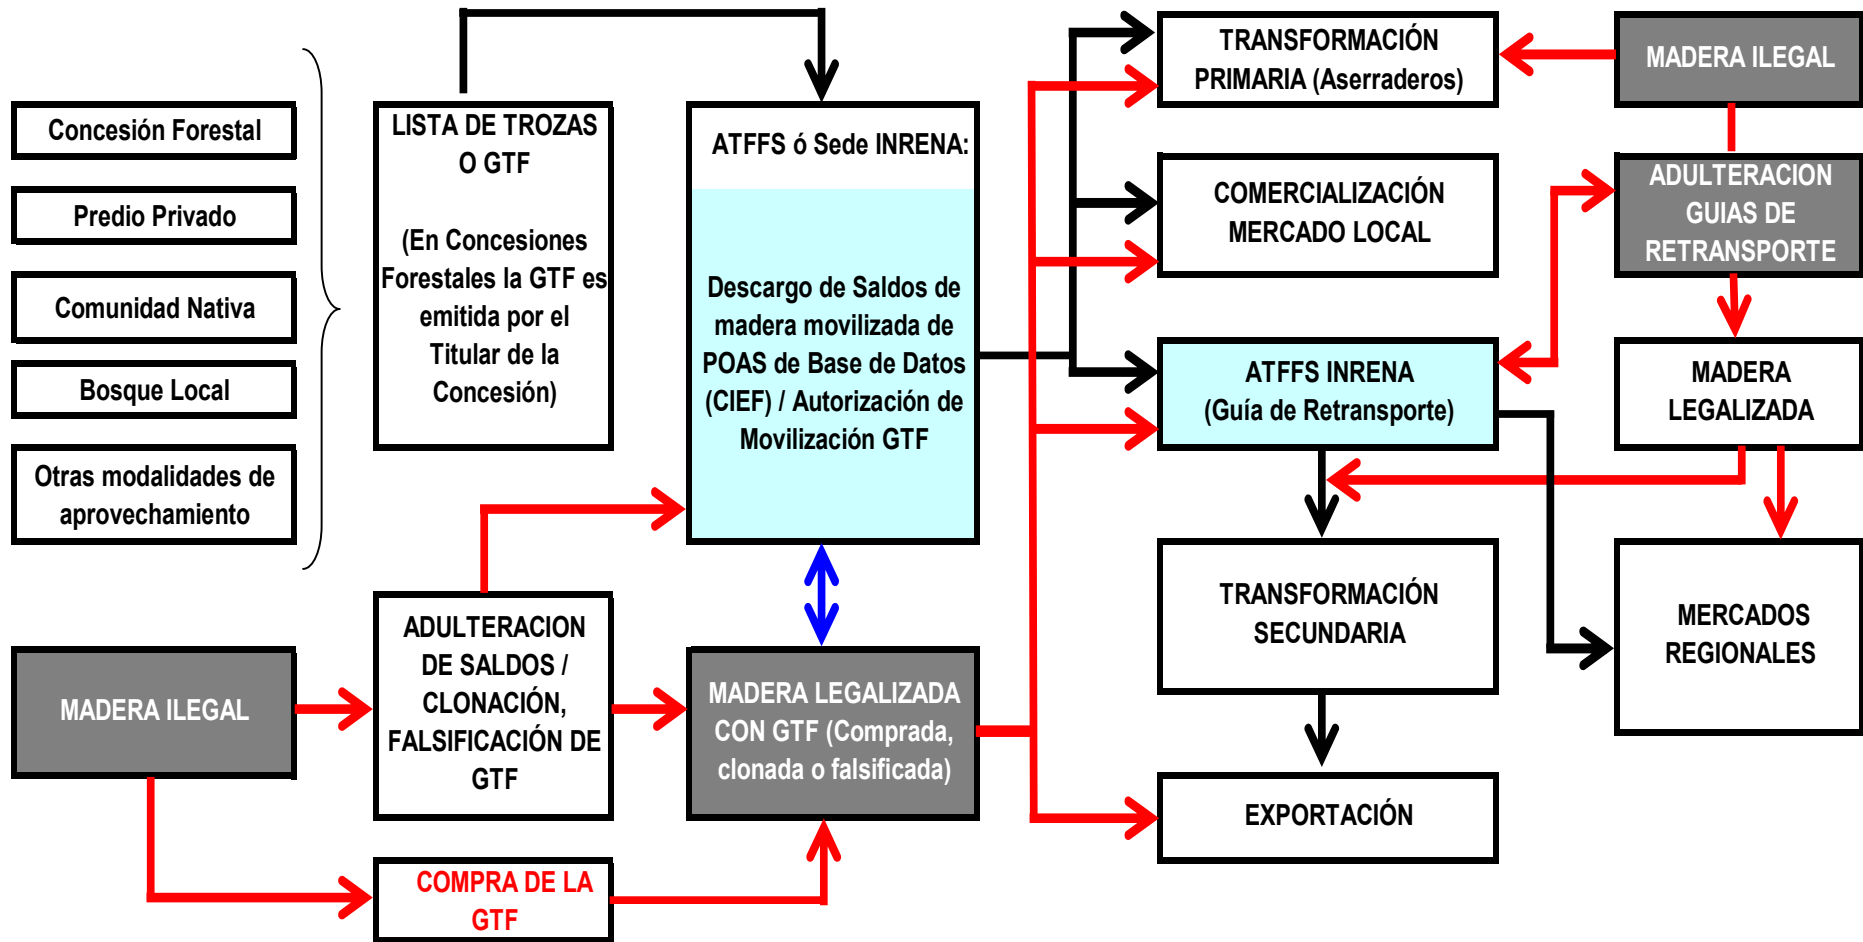 Concesión Forestal
Predio Privado
Comunidad Nativa
Bosque Local
Otras modalidades de
aprovechamiento
MADERA ILEGAL
LISTA DE TROZAS
O GTF
(En Concesiones
Forestales la GTF es
emitida por el
Titular de la
Concesión)
ADULTERACION
DE SALDOS /
CLONACIÓN,
FALSIFICACIÓN DE
GTF
COMPRA DE LA
GTF
ATFFS ó Sede INRENA:
Descargo de Saldos de
madera movilizada de
POAS de Base de Datos
(CIEF) / Autorización de
Movilización GTF
MADERA LEGALIZADA
CON GTF (Comprada,
clonada o falsificada)
TRANSFORMACIÓN
PRIMARIA (Aserraderos)
COMERCIALIZACIÓN
MERCADO LOCAL
ATFFS INRENA
(Guía de Retransporte)
TRANSFORMACIÓN
SECUNDARIA
EXPORTACIÓN
MADERA ILEGAL
ADULTERACION
GUIAS DE
RETRANSPORTE
MADERA
LEGALIZADA
MERCADOS
REGIONALES